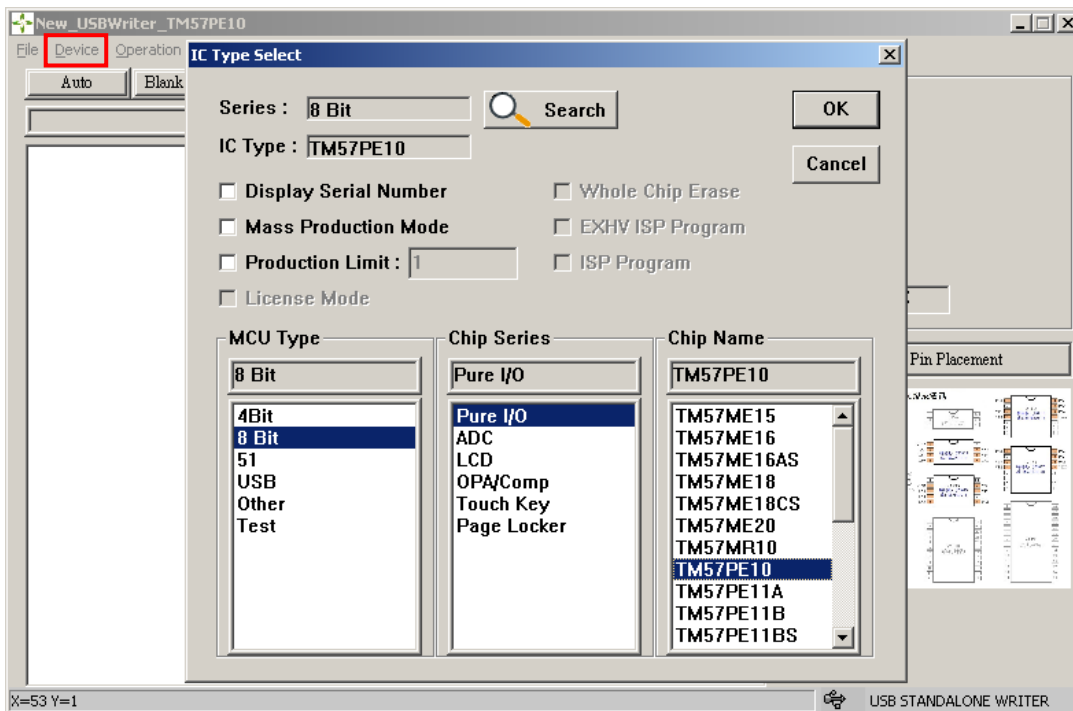 New_USBWriter_TM57PE10
File Device Operation
Auto Blank
IC Type Select
Series : 8 Bit Search OK
IC Type : TM57PE10 Cancel
Display Serial Number Whole Chip Erase
Mass Production Mode EXHV ISP Program
Production Limit : 1 ISP Program
License Mode
MCU Type Chip Series Chip Name
8 Bit Pure I/O TM57PE10
4Bit
8 Bit
51
USB
Other
Test
Pure I/O
ADC
LCD
OPA/Comp
Touch Key
Page Locker
TM57ME15
TM57ME16
TM57ME16AS
TM57ME18
TM57ME18CS
TM57ME20
TM57MR10
TM57PE10
TM57PE11A
TM57PE11B
TM57PE11BS
Pin Placement
X=53 Y=1 USB STANDALONE WRITER